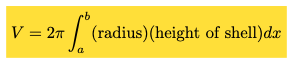 V = 2π ∫_a^b (radius)(height of shell)dx